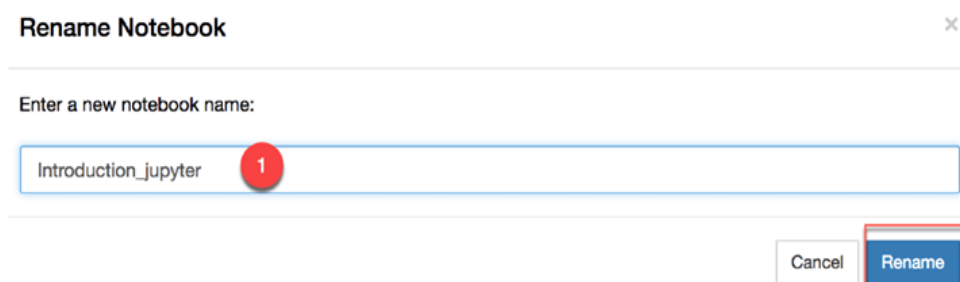 Rename Notebook ×
Enter a new notebook name:
Introduction_jupyter 1
Cancel Rename